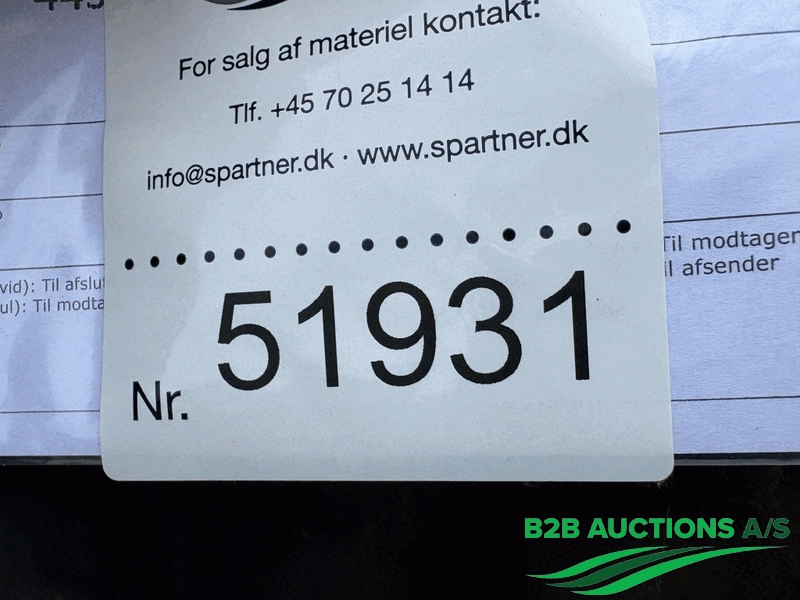 For salg af materiel kontakt:
Tlf. +45 70 25 14 14
info@spartner.dk · www.spartner.dk
Til modtager
il afsender
vid): Til afslu
ul): Til modta
Nr. 51931
B2B AUCTIONS A/S